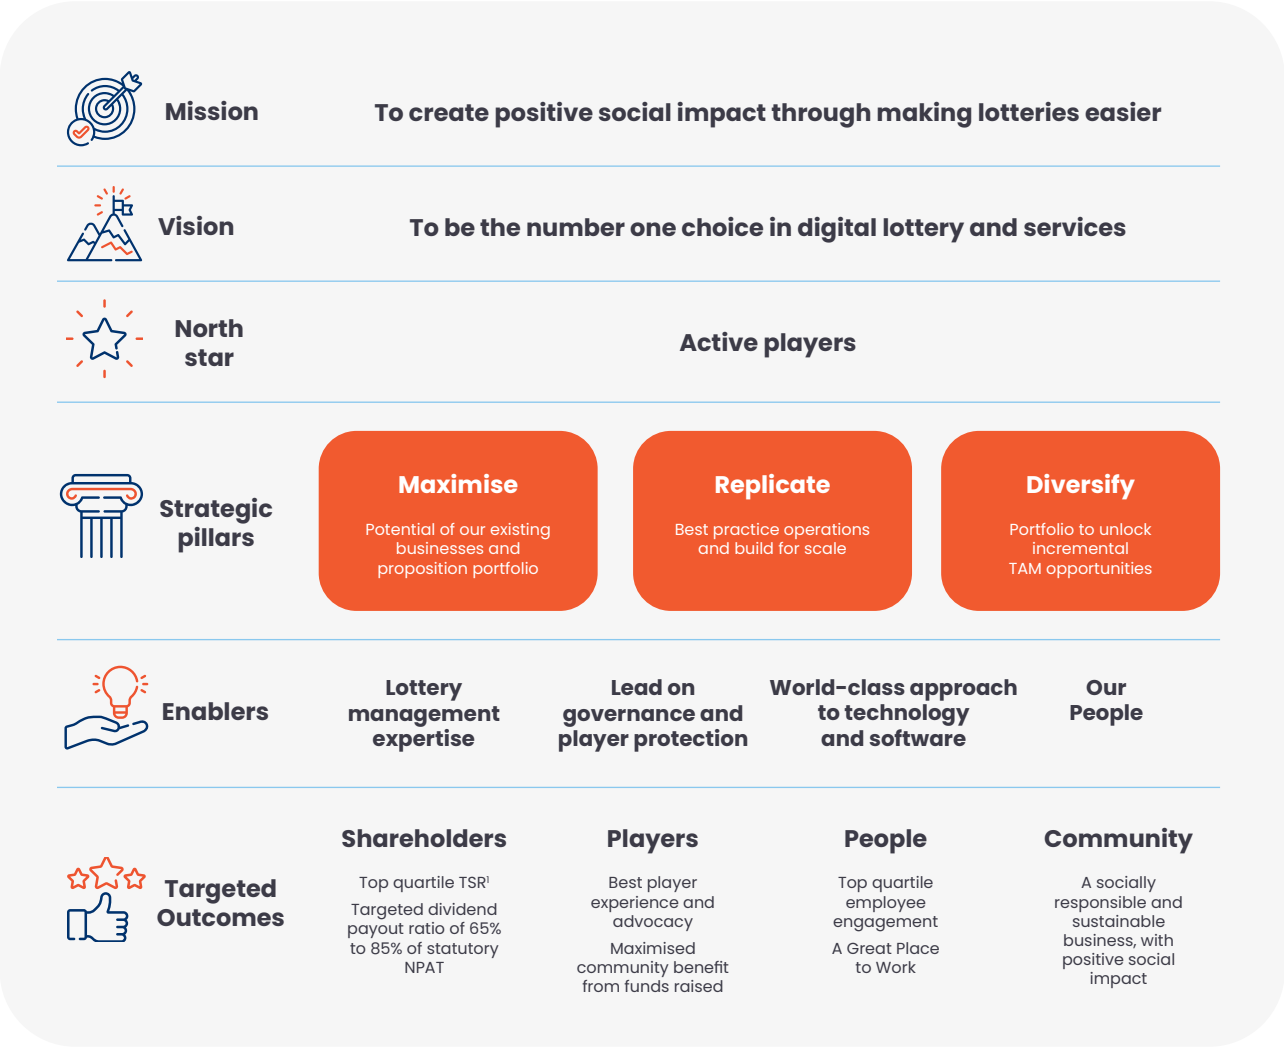 Mission
To create positive social impact through making lotteries easier
Vision
To be the number one choice in digital lottery and services
North
star
Active players
Strategic
pillars
Maximise
Potential of our existing
businesses and
proposition portfolio
Replicate
Best practice operations
and build for scale
Diversify
Portfolio to unlock
incremental
TAM opportunities
Enablers
Lottery
management
expertise
Lead on
governance and
player protection
World-class approach
to technology
and software
Our
People
Targeted
Outcomes
Shareholders
Top quartile TSR¹
Targeted dividend
payout ratio of 65%
to 85% of statutory
NPAT
Players
Best player
experience and
advocacy
Maximised
community benefit
from funds raised
People
Top quartile
employee
engagement
A Great Place
to Work
Community
A socially
responsible and
sustainable
business, with
positive social
impact